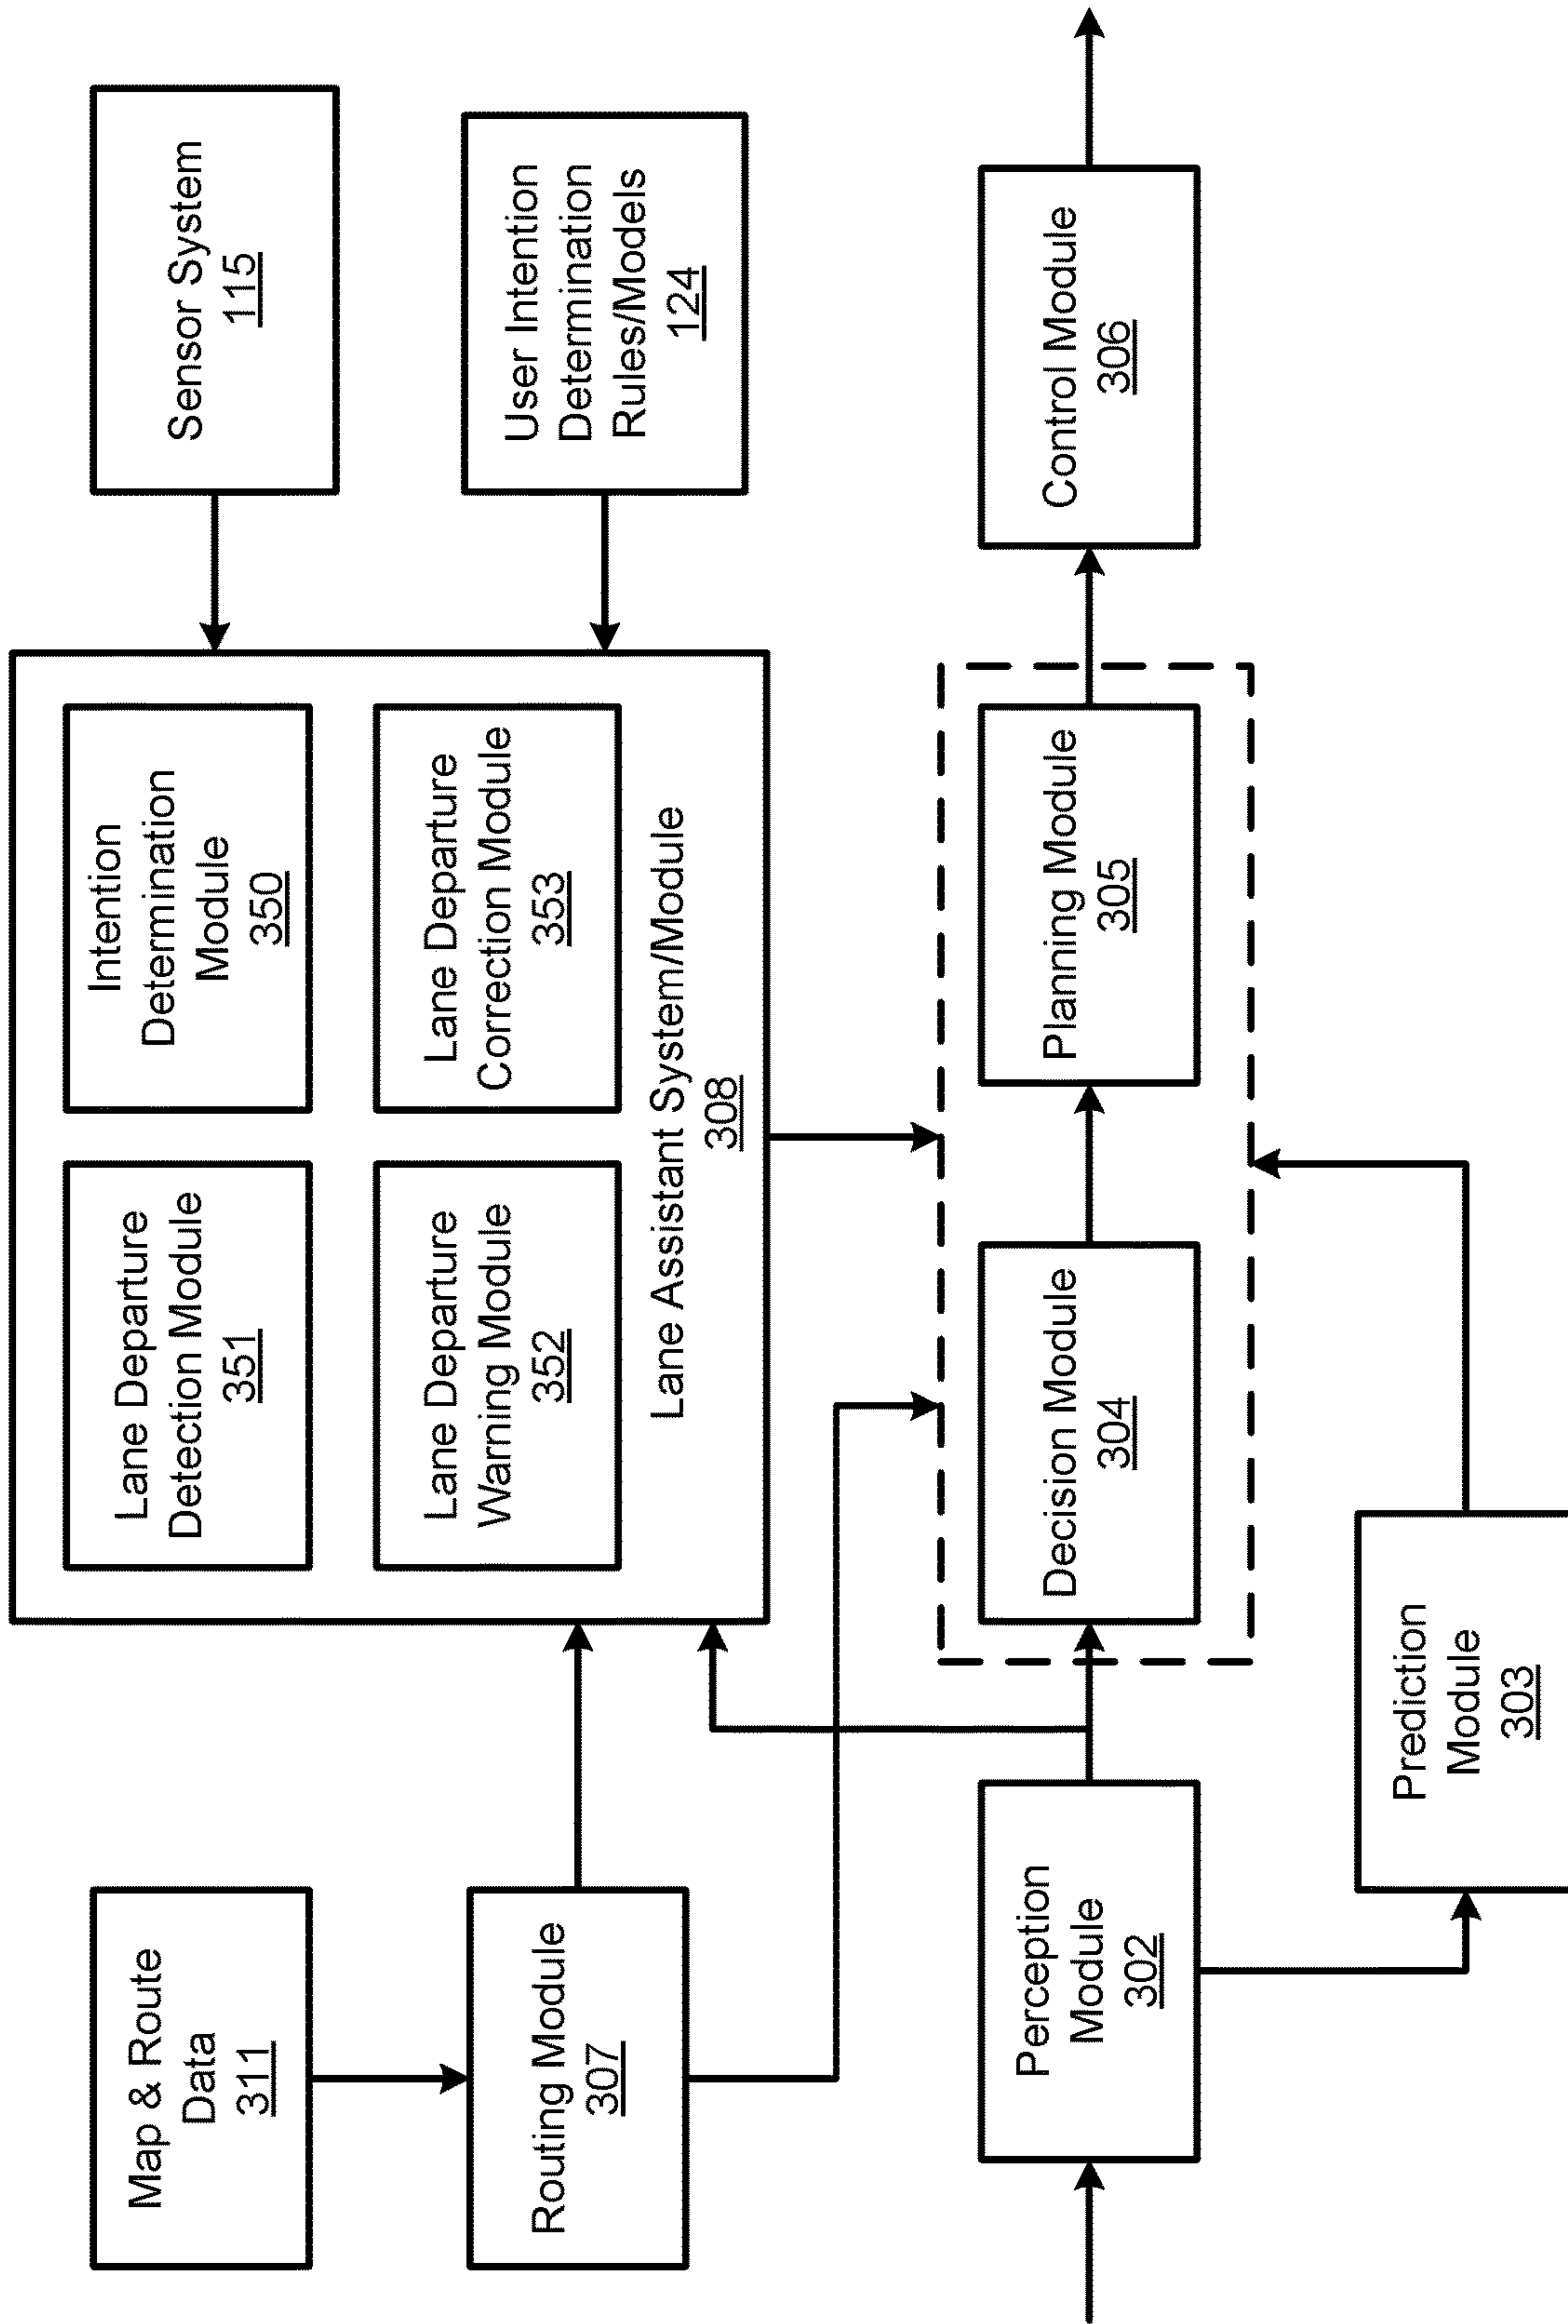 Map & Route
Data
311
Lane Departure
Detection Module
351
Intention
Determination
Module
350
Sensor System
115
Routing Module
307
Lane Departure
Warning Module
352
Lane Departure
Correction Module
353
Lane Assistant System/Module
308
User Intention
Determination
Rules/Models
124
Perception
Module
302
Decision Module
304
Planning Module
305
Control Module
306
Prediction
Module
303